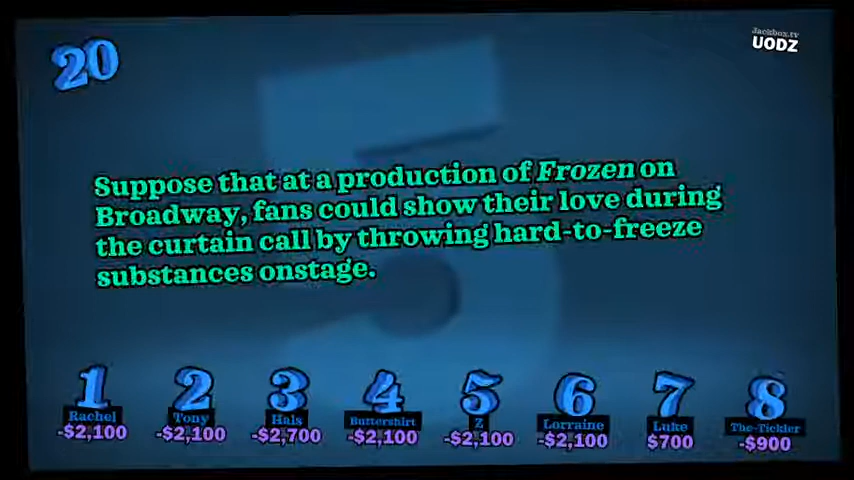 20
Jackbox.tv
UODZ
Suppose that at a production of Frozen on
Broadway, fans could show their love during
the curtain call by throwing hard-to-freeze
substances onstage.
1 2 3 4 5 6 7 8
Rachel Tony Hals Buttershirt Z Lorraine Luke The-Tickler
-$2,100 -$2,100 -$2,700 -$2,100 -$2,100 -$2,100 $700 -$900